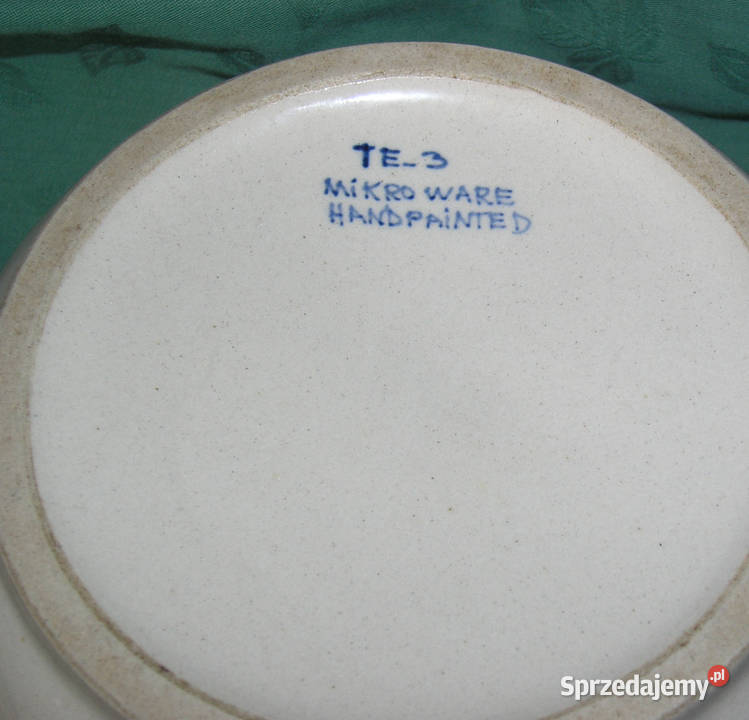 TE-3
MiKRO WARE
HANDPAiNTED
Sprzedajemy.pl